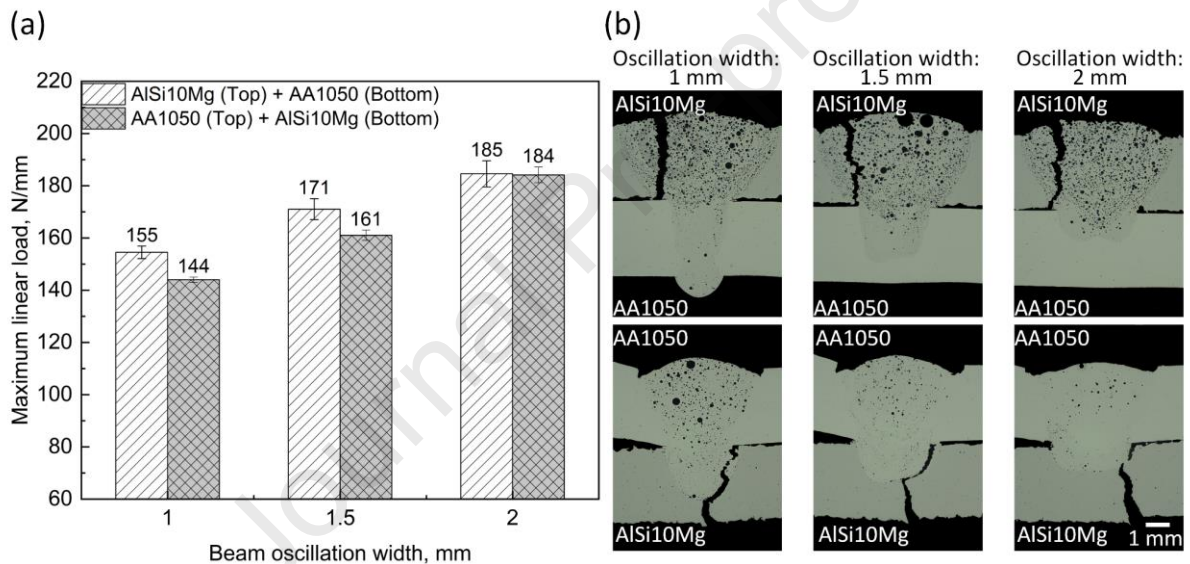 (a)
220
200
180
160
140
120
100
80
60
Maximum linear load, N/mm
AlSi10Mg (Top) + AA1050 (Bottom)
AA1050 (Top) + AlSi10Mg (Bottom)
155
144
171
161
185
184
1
1.5
2
Beam oscillation width, mm
(b)
Oscillation width:
1 mm
Oscillation width:
1.5 mm
Oscillation width:
2 mm
AlSi10Mg
AlSi10Mg
AlSi10Mg
AA1050
AA1050
AA1050
AA1050
AA1050
AA1050
AlSi10Mg
AlSi10Mg
AlSi10Mg
1 mm
Journal Pre-pro